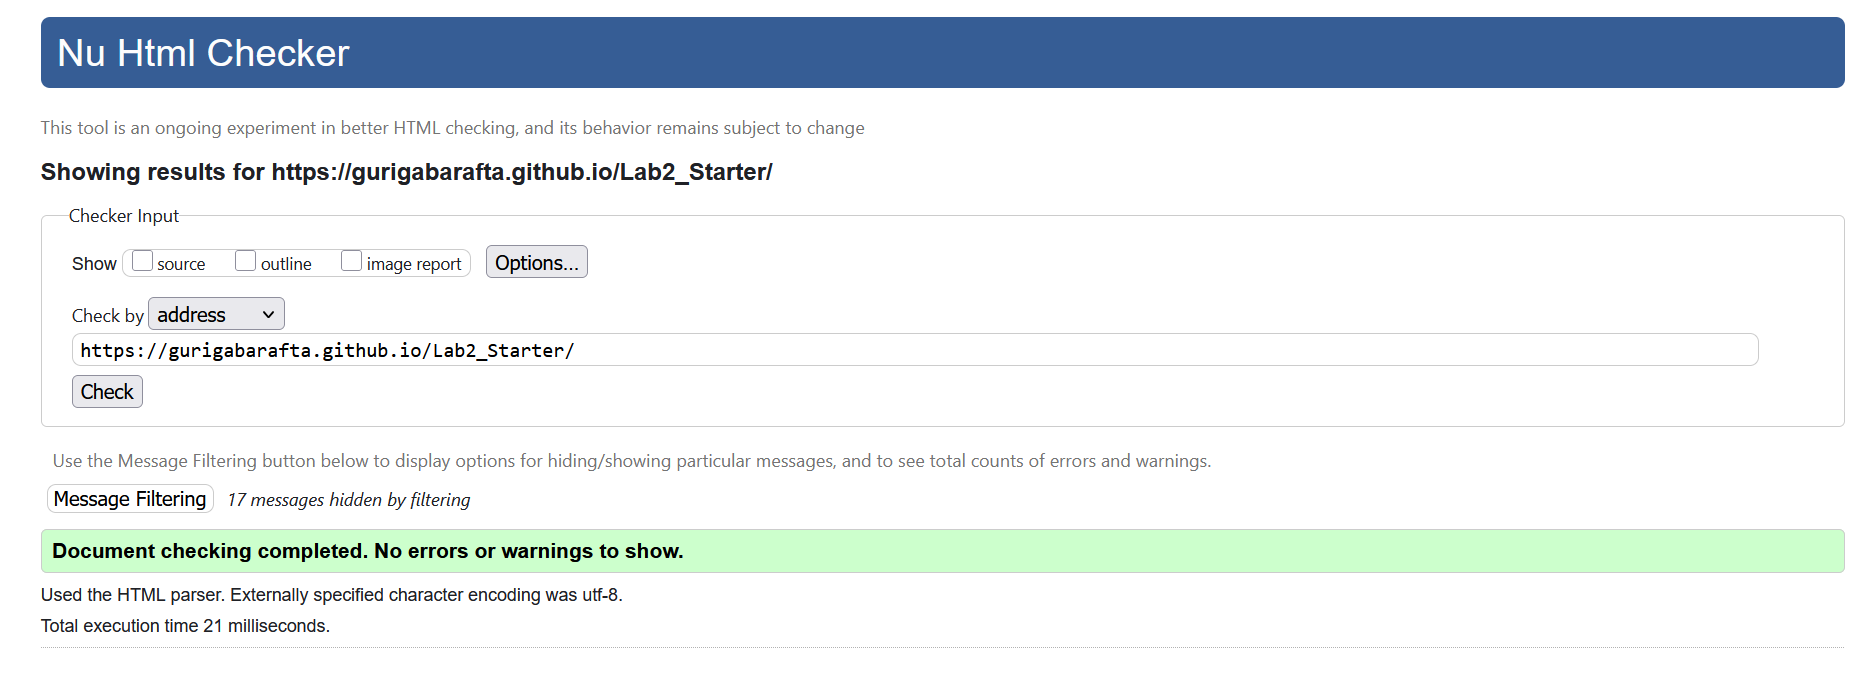 Nu Html Checker
This tool is an ongoing experiment in better HTML checking, and its behavior remains subject to change
Showing results for https://gurigabarafta.github.io/Lab2_Starter/
Checker Input
Show source outline image report Options...
Check by address
https://gurigabarafta.github.io/Lab2_Starter/
Check
Use the Message Filtering button below to display options for hiding/showing particular messages, and to see total counts of errors and warnings.
Message Filtering 17 messages hidden by filtering
Document checking completed. No errors or warnings to show.
Used the HTML parser. Externally specified character encoding was utf-8.
Total execution time 21 milliseconds.